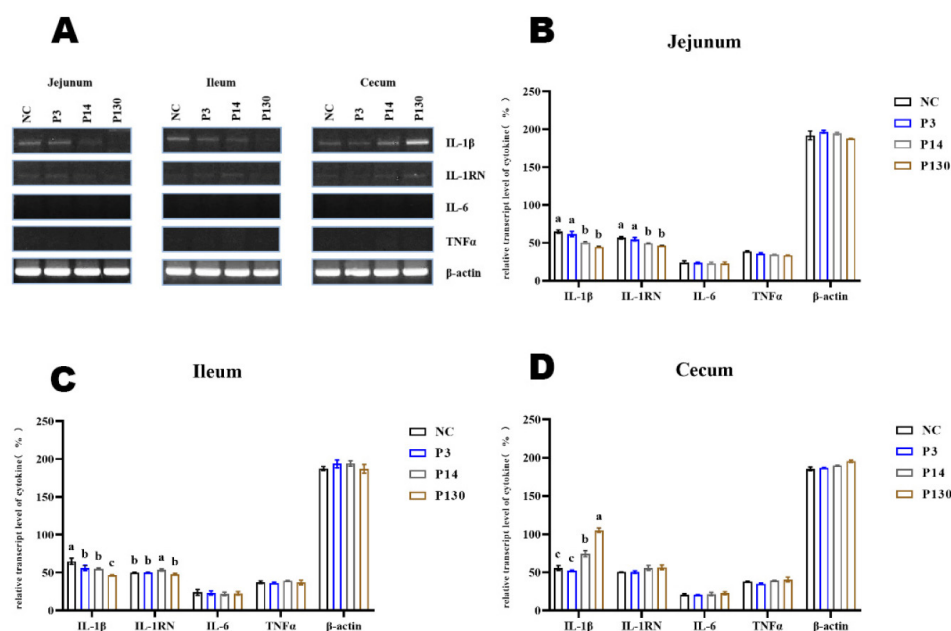 A
Jejunum
Ileum
Cecum
NC P3 P14 P130
NC P3 P14 P130
NC P3 P14 P130
IL-1β
IL-1RN
IL-6
TNFα
β-actin
B
Jejunum
relative transcript level of cytokine( % )
250
200
150
100
50
0
a a b b
a a b b
IL-1β IL-1RN IL-6 TNFα β-actin
NC
P3
P14
P130
C
Ileum
relative transcript level of cytokine( % )
250
200
150
100
50
0
a b b c
b b a b
IL-1β IL-1RN IL-6 TNFα β-actin
NC
P3
P14
P130
D
Cecum
relative transcript level of cytokine( % )
250
200
150
100
50
0
c c b a
IL-1β IL-1RN IL-6 TNFα β-actin
NC
P3
P14
P130